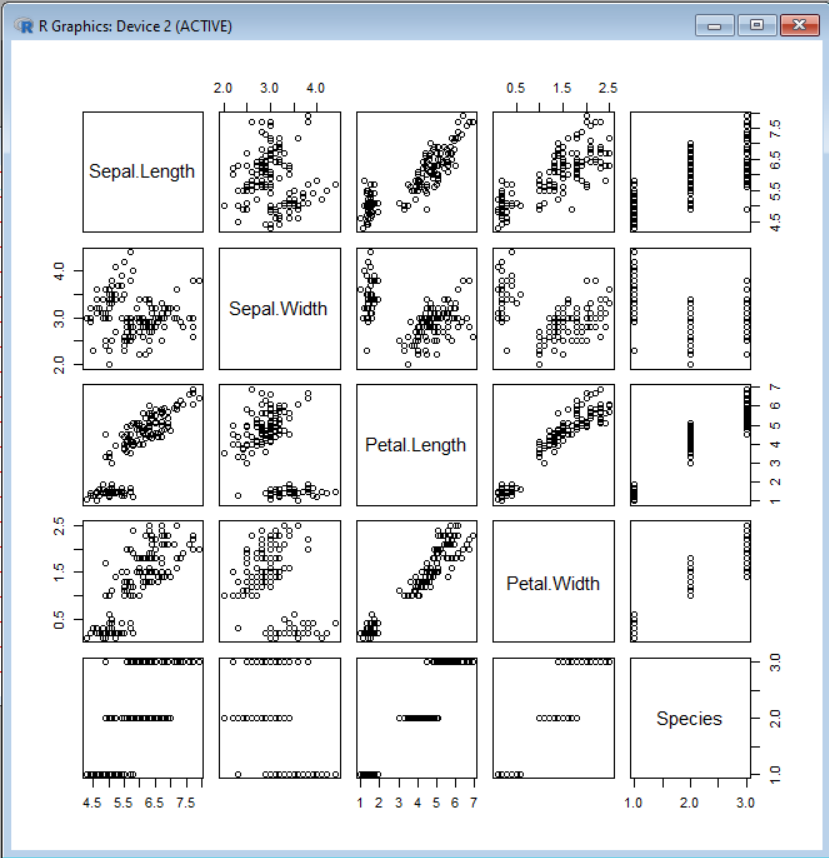 R Graphics: Device 2 (ACTIVE)
2.0 3.0 4.0
0.5 1.5 2.5
Sepal.Length
4.5 5.5 6.5 7.5
2.0 3.0 4.0
Sepal.Width
Petal.Length
1 2 3 4 5 6 7
0.5 1.5 2.5
Petal.Width
Species
1.0 2.0 3.0
4.5 5.5 6.5 7.5
1 2 3 4 5 6 7
1.0 2.0 3.0